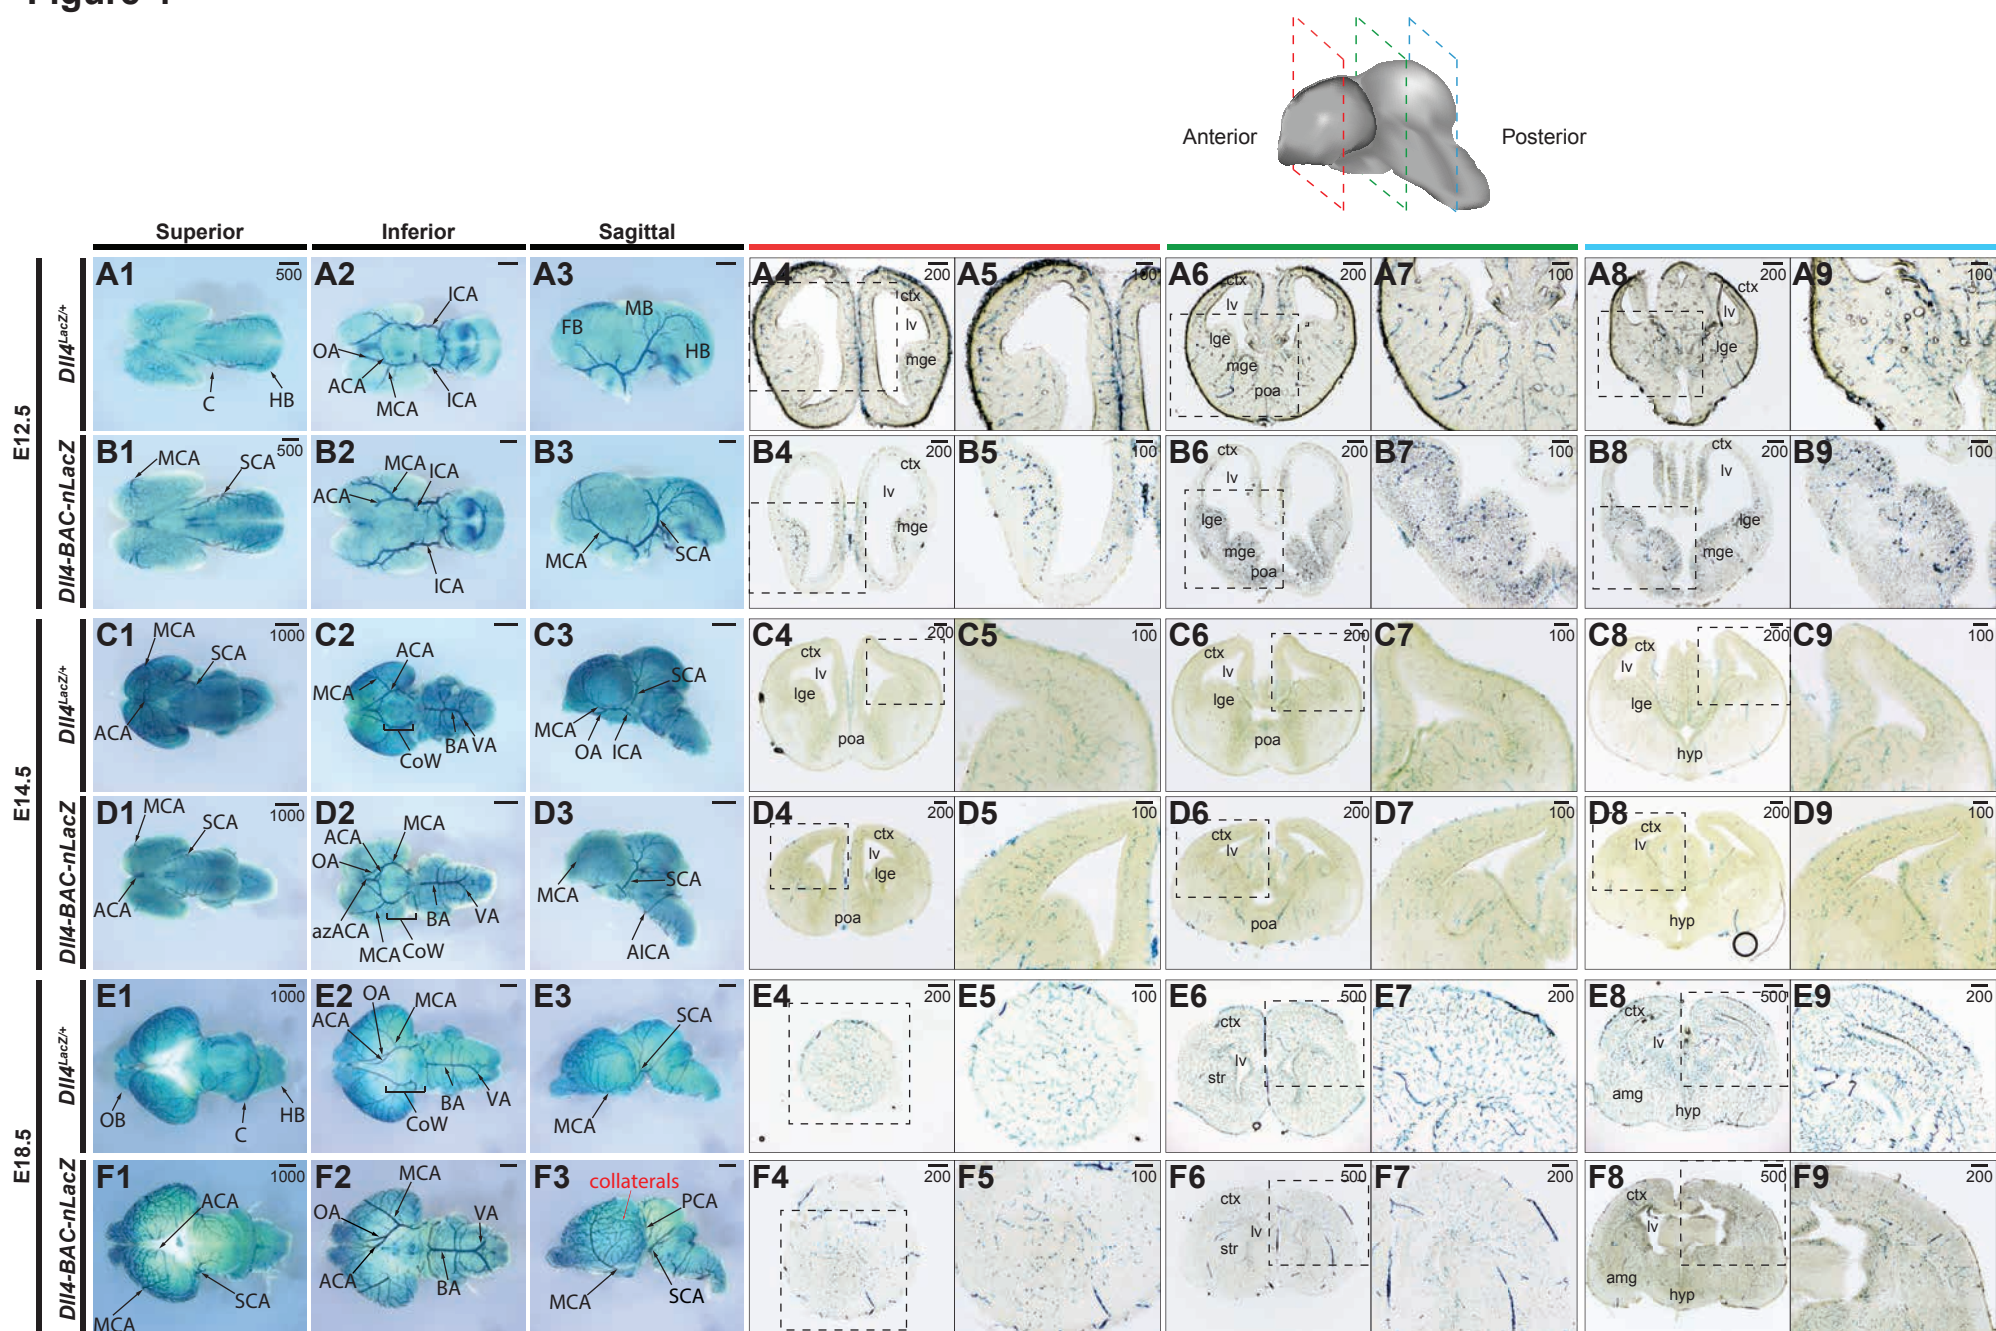 Anterior
Posterior
Superior
Inferior
Sagittal
E12.5
Dll4LacZ/+
A1
500
C
HB
A2
ICA
OA
ACA
MCA
ICA
A3
FB
MB
HB
A4
200
ctx
lv
mge
A5
100
A6
200
ctx
lv
lge
mge
poa
A7
100
A8
200
ctx
lv
lge
A9
100
Dll4-BAC-nLacZ
B1
500
MCA
SCA
B2
MCA
ICA
ACA
ICA
B3
MCA
SCA
B4
200
ctx
lv
mge
B5
100
B6
200
ctx
lv
lge
mge
poa
B7
100
B8
200
ctx
lv
lge
mge
B9
100
E14.5
Dll4LacZ/+
C1
1000
MCA
SCA
ACA
C2
ACA
MCA
CoW
BA
VA
C3
SCA
MCA
OA
ICA
C4
200
ctx
lv
lge
poa
C5
100
C6
200
ctx
lv
lge
poa
C7
100
C8
200
ctx
lv
lge
hyp
C9
100
Dll4-BAC-nLacZ
D1
1000
MCA
SCA
ACA
D2
ACA
MCA
OA
azACA
MCA
CoW
BA
VA
D3
MCA
SCA
AICA
D4
200
ctx
lv
lge
poa
D5
100
D6
200
ctx
lv
poa
D7
100
D8
200
ctx
lv
hyp
D9
100
E18.5
Dll4LacZ/+
E1
1000
OB
C
HB
E2
OA
ACA
MCA
CoW
BA
VA
E3
SCA
MCA
E4
200
E5
100
E6
500
ctx
lv
str
E7
200
E8
500
ctx
lv
amg
hyp
E9
200
Dll4-BAC-nLacZ
F1
1000
ACA
MCA
SCA
F2
MCA
OA
ACA
BA
VA
F3
collaterals
PCA
MCA
SCA
F4
200
F5
100
F6
500
ctx
lv
str
F7
200
F8
500
ctx
lv
amg
hyp
F9
200